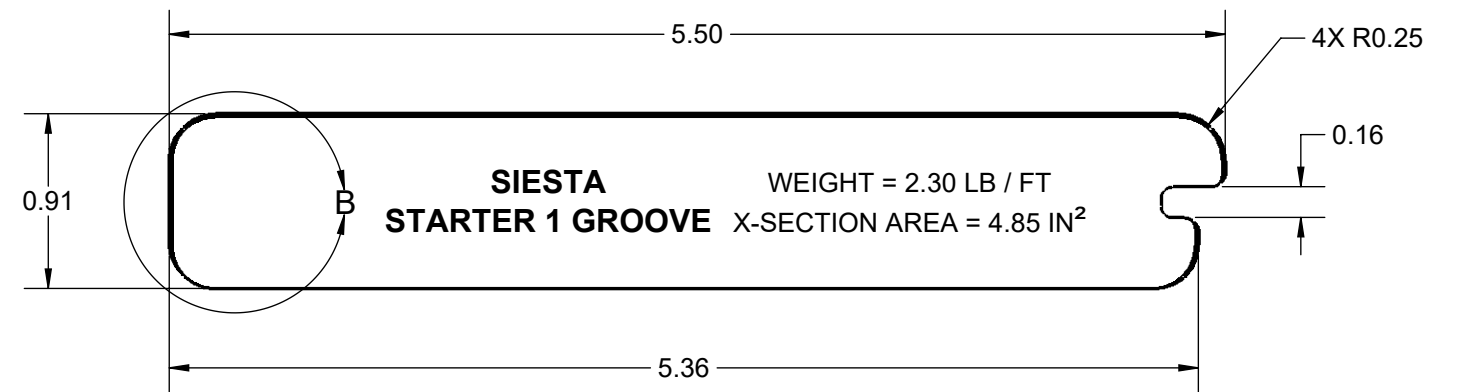 5.50
4X R0.25
0.16
0.91
B
SIESTA
STARTER 1 GROOVE
WEIGHT = 2.30 LB / FT
X-SECTION AREA = 4.85 IN²
5.36